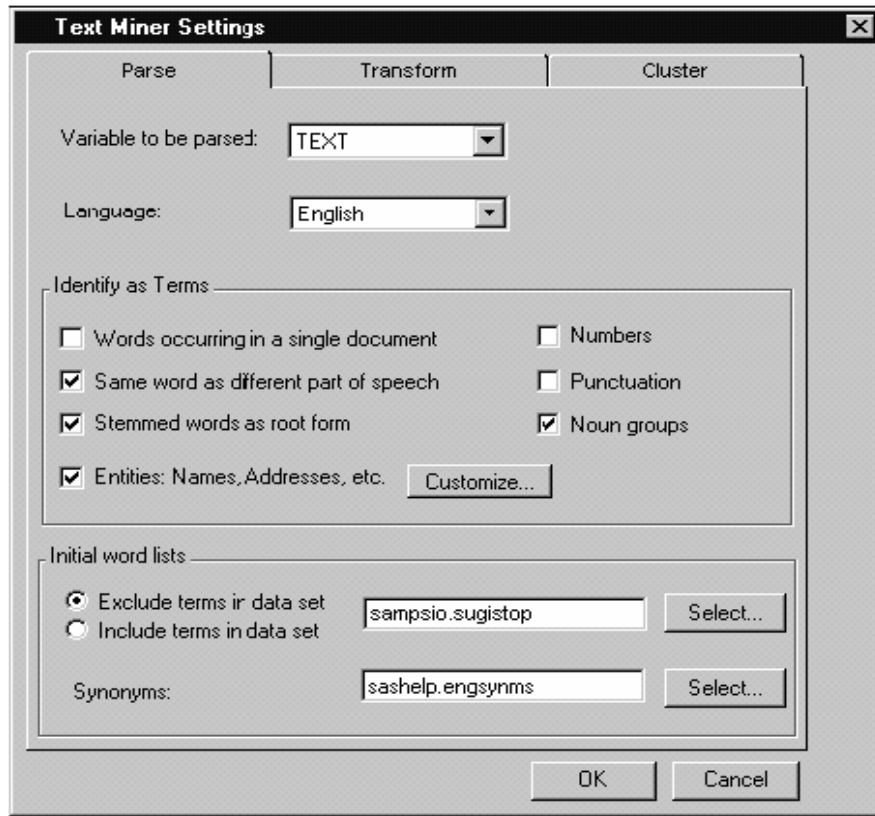 Text Miner Settings
Parse Transform Cluster
Variable to be parsed: TEXT
Language: English
Identify as Terms
Words occurring in a single document Numbers
Same word as different part of speech Punctuation
Stemmed words as root form Noun groups
Entities: Names, Addresses, etc. Customize...
Initial word lists
Exclude terms in data set sampsio.sugistop Select...
Include terms in data set
Synonyms: sashelp.engsynms Select...
OK Cancel